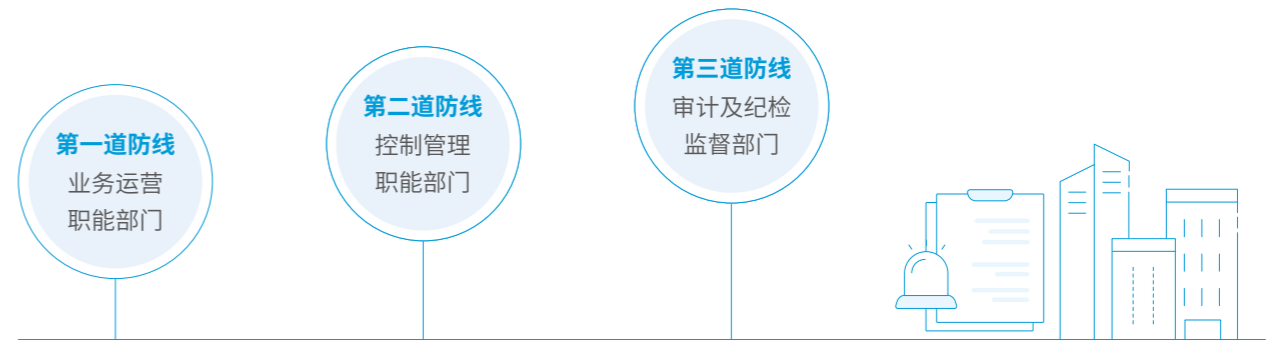 第一道防线
业务运营
职能部门
第二道防线
控制管理
职能部门
第三道防线
审计及纪检
监督部门